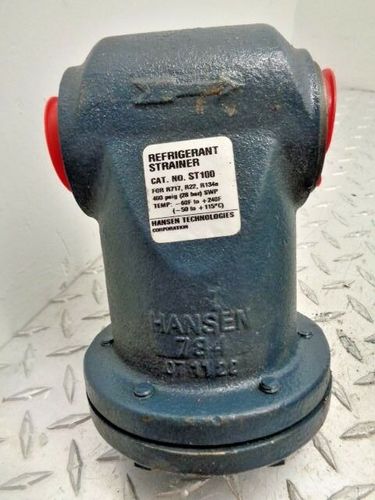 REFRIGERANT
STRAINER
CAT. NO. ST100
FOR R717, R22, R134a
400 psig (28 bar) SWP
TEMP: -60F to +240F
(-50 to +115°C)
HANSEN TECHNOLOGIES
CORPORATION
HANSEN